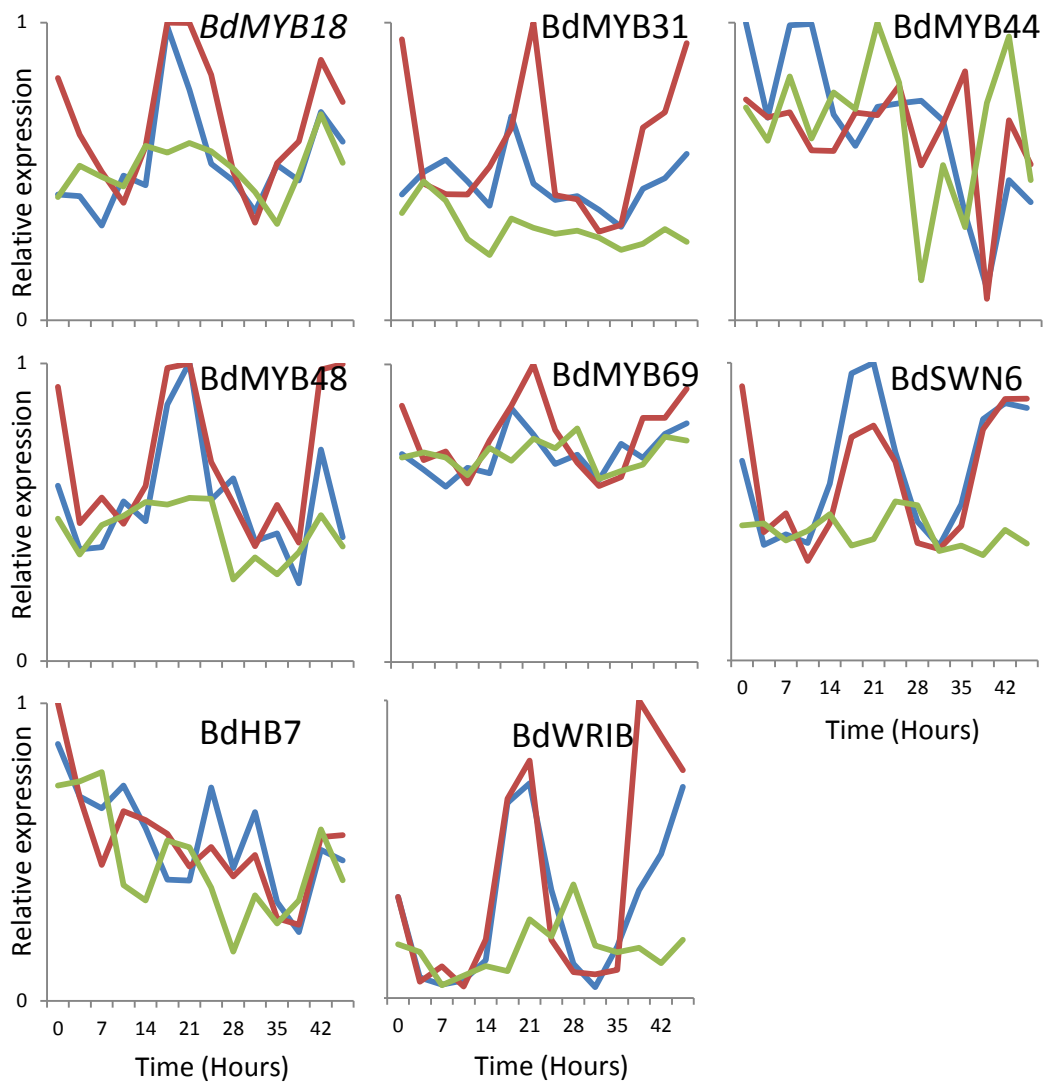 BdMYB18
BdMYB31
BdMYB44
1
Relative expression
0
BdMYB48
BdMYB69
BdSWN6
1
Relative expression
0
0 7 14 21 28 35 42
Time (Hours)
BdHB7
BdWRIB
1
Relative expression
0
0 7 14 21 28 35 42
0 7 14 21 28 35 42
Time (Hours)
Time (Hours)